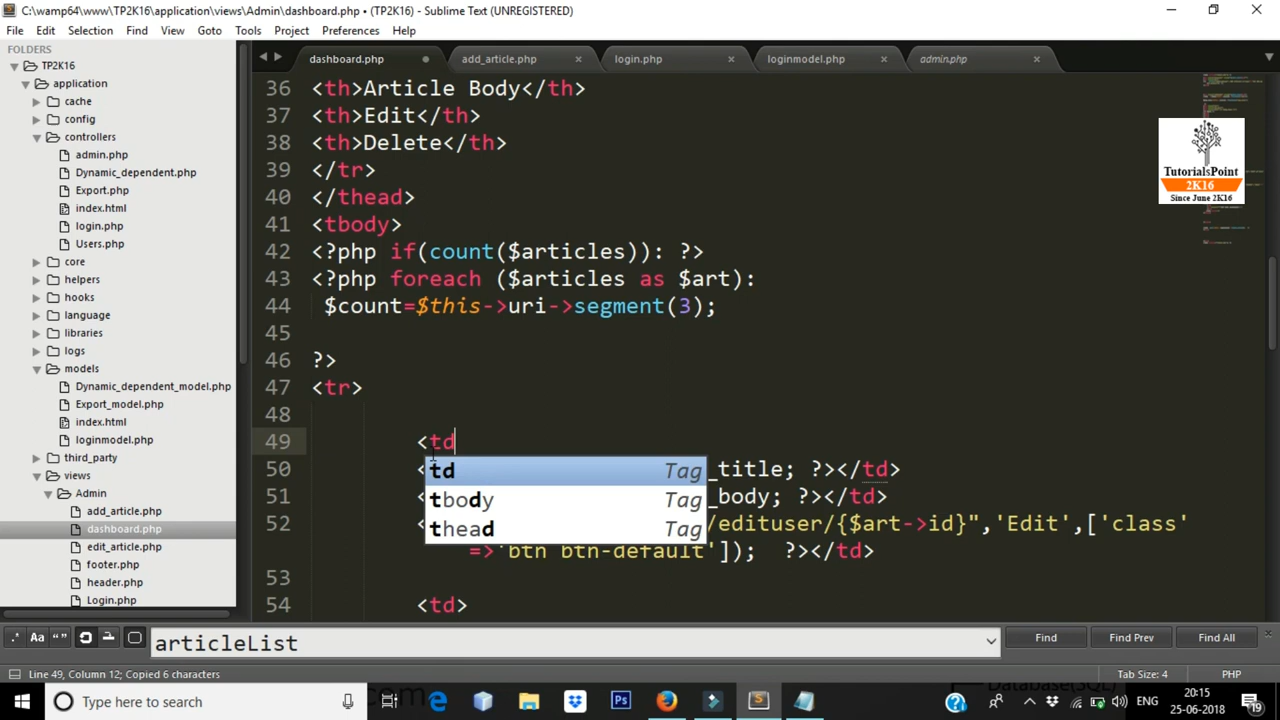 C:\wamp64\www\TP2K16\application\views\Admin\dashboard.php • (TP2K16) - Sublime Text (UNREGISTERED)
File Edit Selection Find View Goto Tools Project Preferences Help
FOLDERS
TP2K16
application
cache
config
controllers
admin.php
Dynamic_dependent.php
Export.php
index.html
login.php
Users.php
core
helpers
hooks
language
libraries
logs
models
Dynamic_dependent_model.php
Export_model.php
index.html
loginmodel.php
third_party
views
Admin
add_article.php
dashboard.php
edit_article.php
footer.php
header.php
Login.php
dashboard.php add_article.php login.php loginmodel.php admin.php
36 <th>Article Body</th>
37 <th>Edit</th>
38 <th>Delete</th>
39 </tr>
40 </thead>
41 <tbody>
42 <?php if(count($articles)): ?>
43 <?php foreach ($articles as $art):
44 $count=$this->uri->segment(3);
45
46 ?>
47 <tr>
48
49 <td
50 < _title; ?></td>
51 < _body; ?></td>
52 < /edituser/{$art->id}",'Edit',['class'
=>'btn btn-default']); ?></td>
53
54 <td>
td Tag
tbody Tag
thead Tag
TutorialsPoint
2K16
Since June 2K16
.* Aa “ ” articleList Find Find Prev Find All
Line 49, Column 12; Copied 6 characters Tab Size: 4 PHP
Type here to search
ENG
20:15
25-06-2018
19